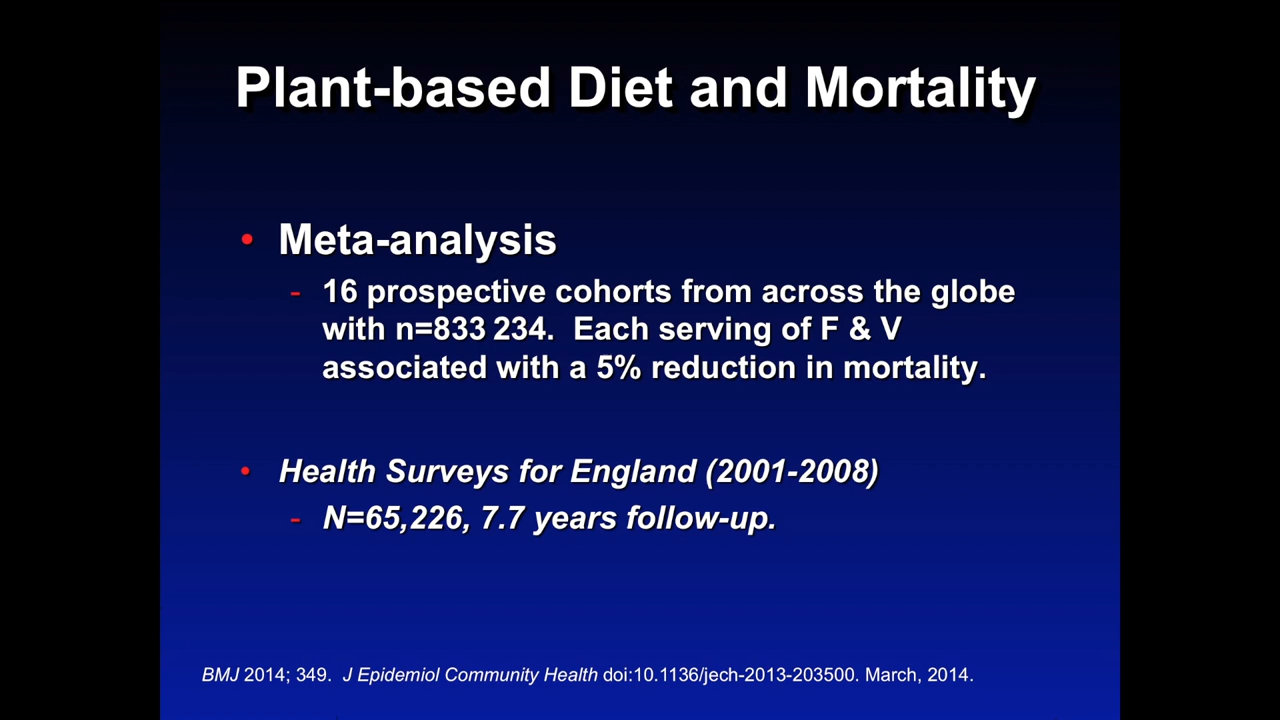 Plant-based Diet and Mortality
• Meta-analysis
- 16 prospective cohorts from across the globe
with n=833 234.  Each serving of F & V
associated with a 5% reduction in mortality.
• Health Surveys for England (2001-2008)
- N=65,226, 7.7 years follow-up.
BMJ 2014; 349.  J Epidemiol Community Health doi:10.1136/jech-2013-203500. March, 2014.